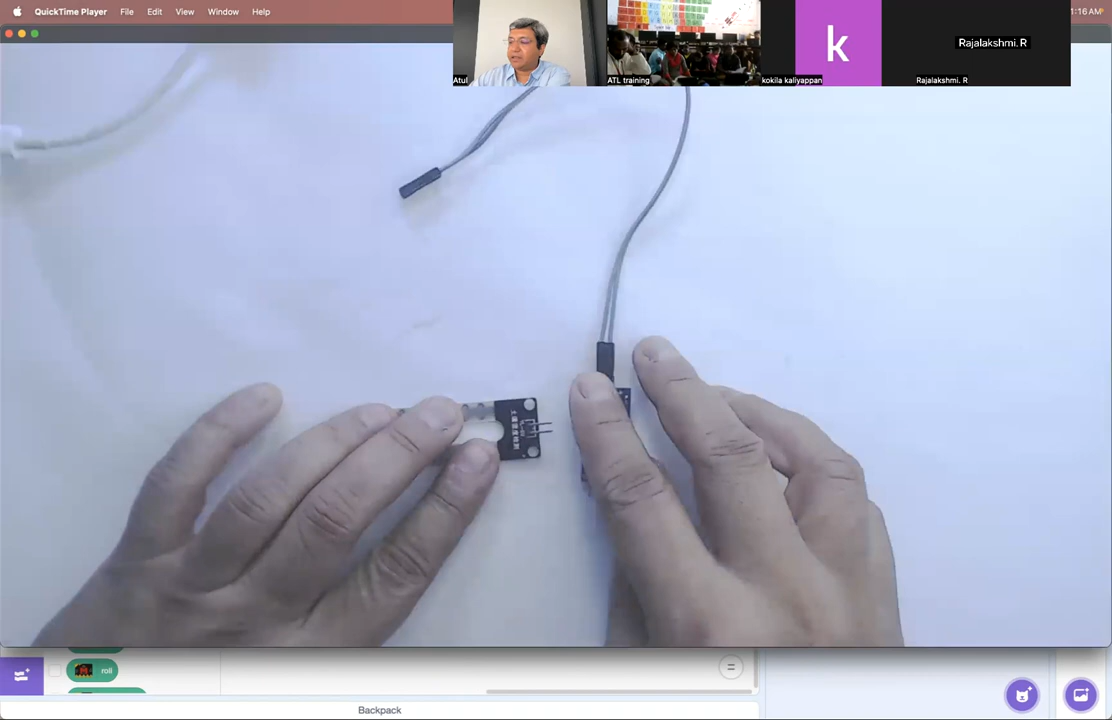 QuickTime Player File Edit View Window Help
1:16 AM
k
Rajalakshmi. R
Atul
ATL training
kokila kaliyappan
Rajalakshmi. R
roll
=
Backpack